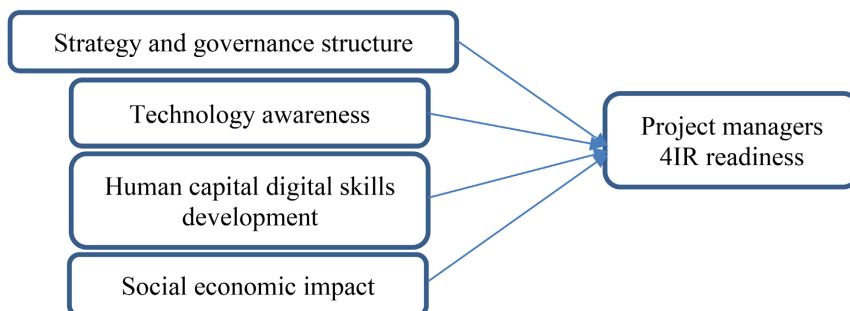 Strategy and governance structure
Technology awareness
Human capital digital skills
development
Social economic impact
Project managers
4IR readiness